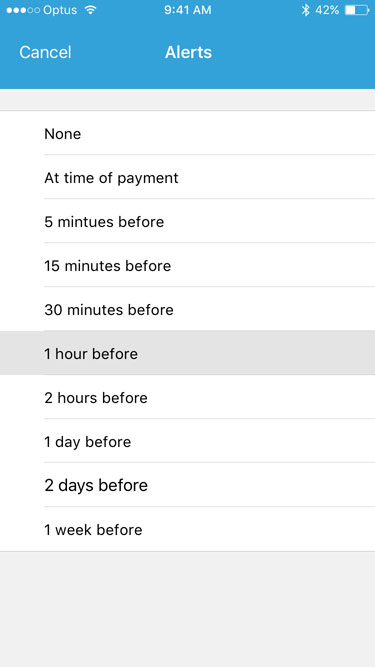 Optus 9:41 AM 42%
Cancel Alerts
None
At time of payment
5 mintues before
15 minutes before
30 minutes before
1 hour before
2 hours before
1 day before
2 days before
1 week before